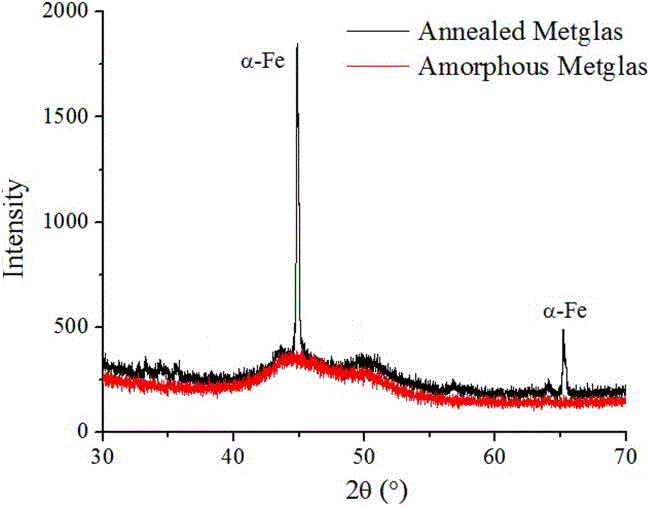 2000
Annealed Metglas
α-Fe
Amorphous Metglas
1500
Intensity
1000
500
α-Fe
0
30
40
50
60
70
2θ (°)